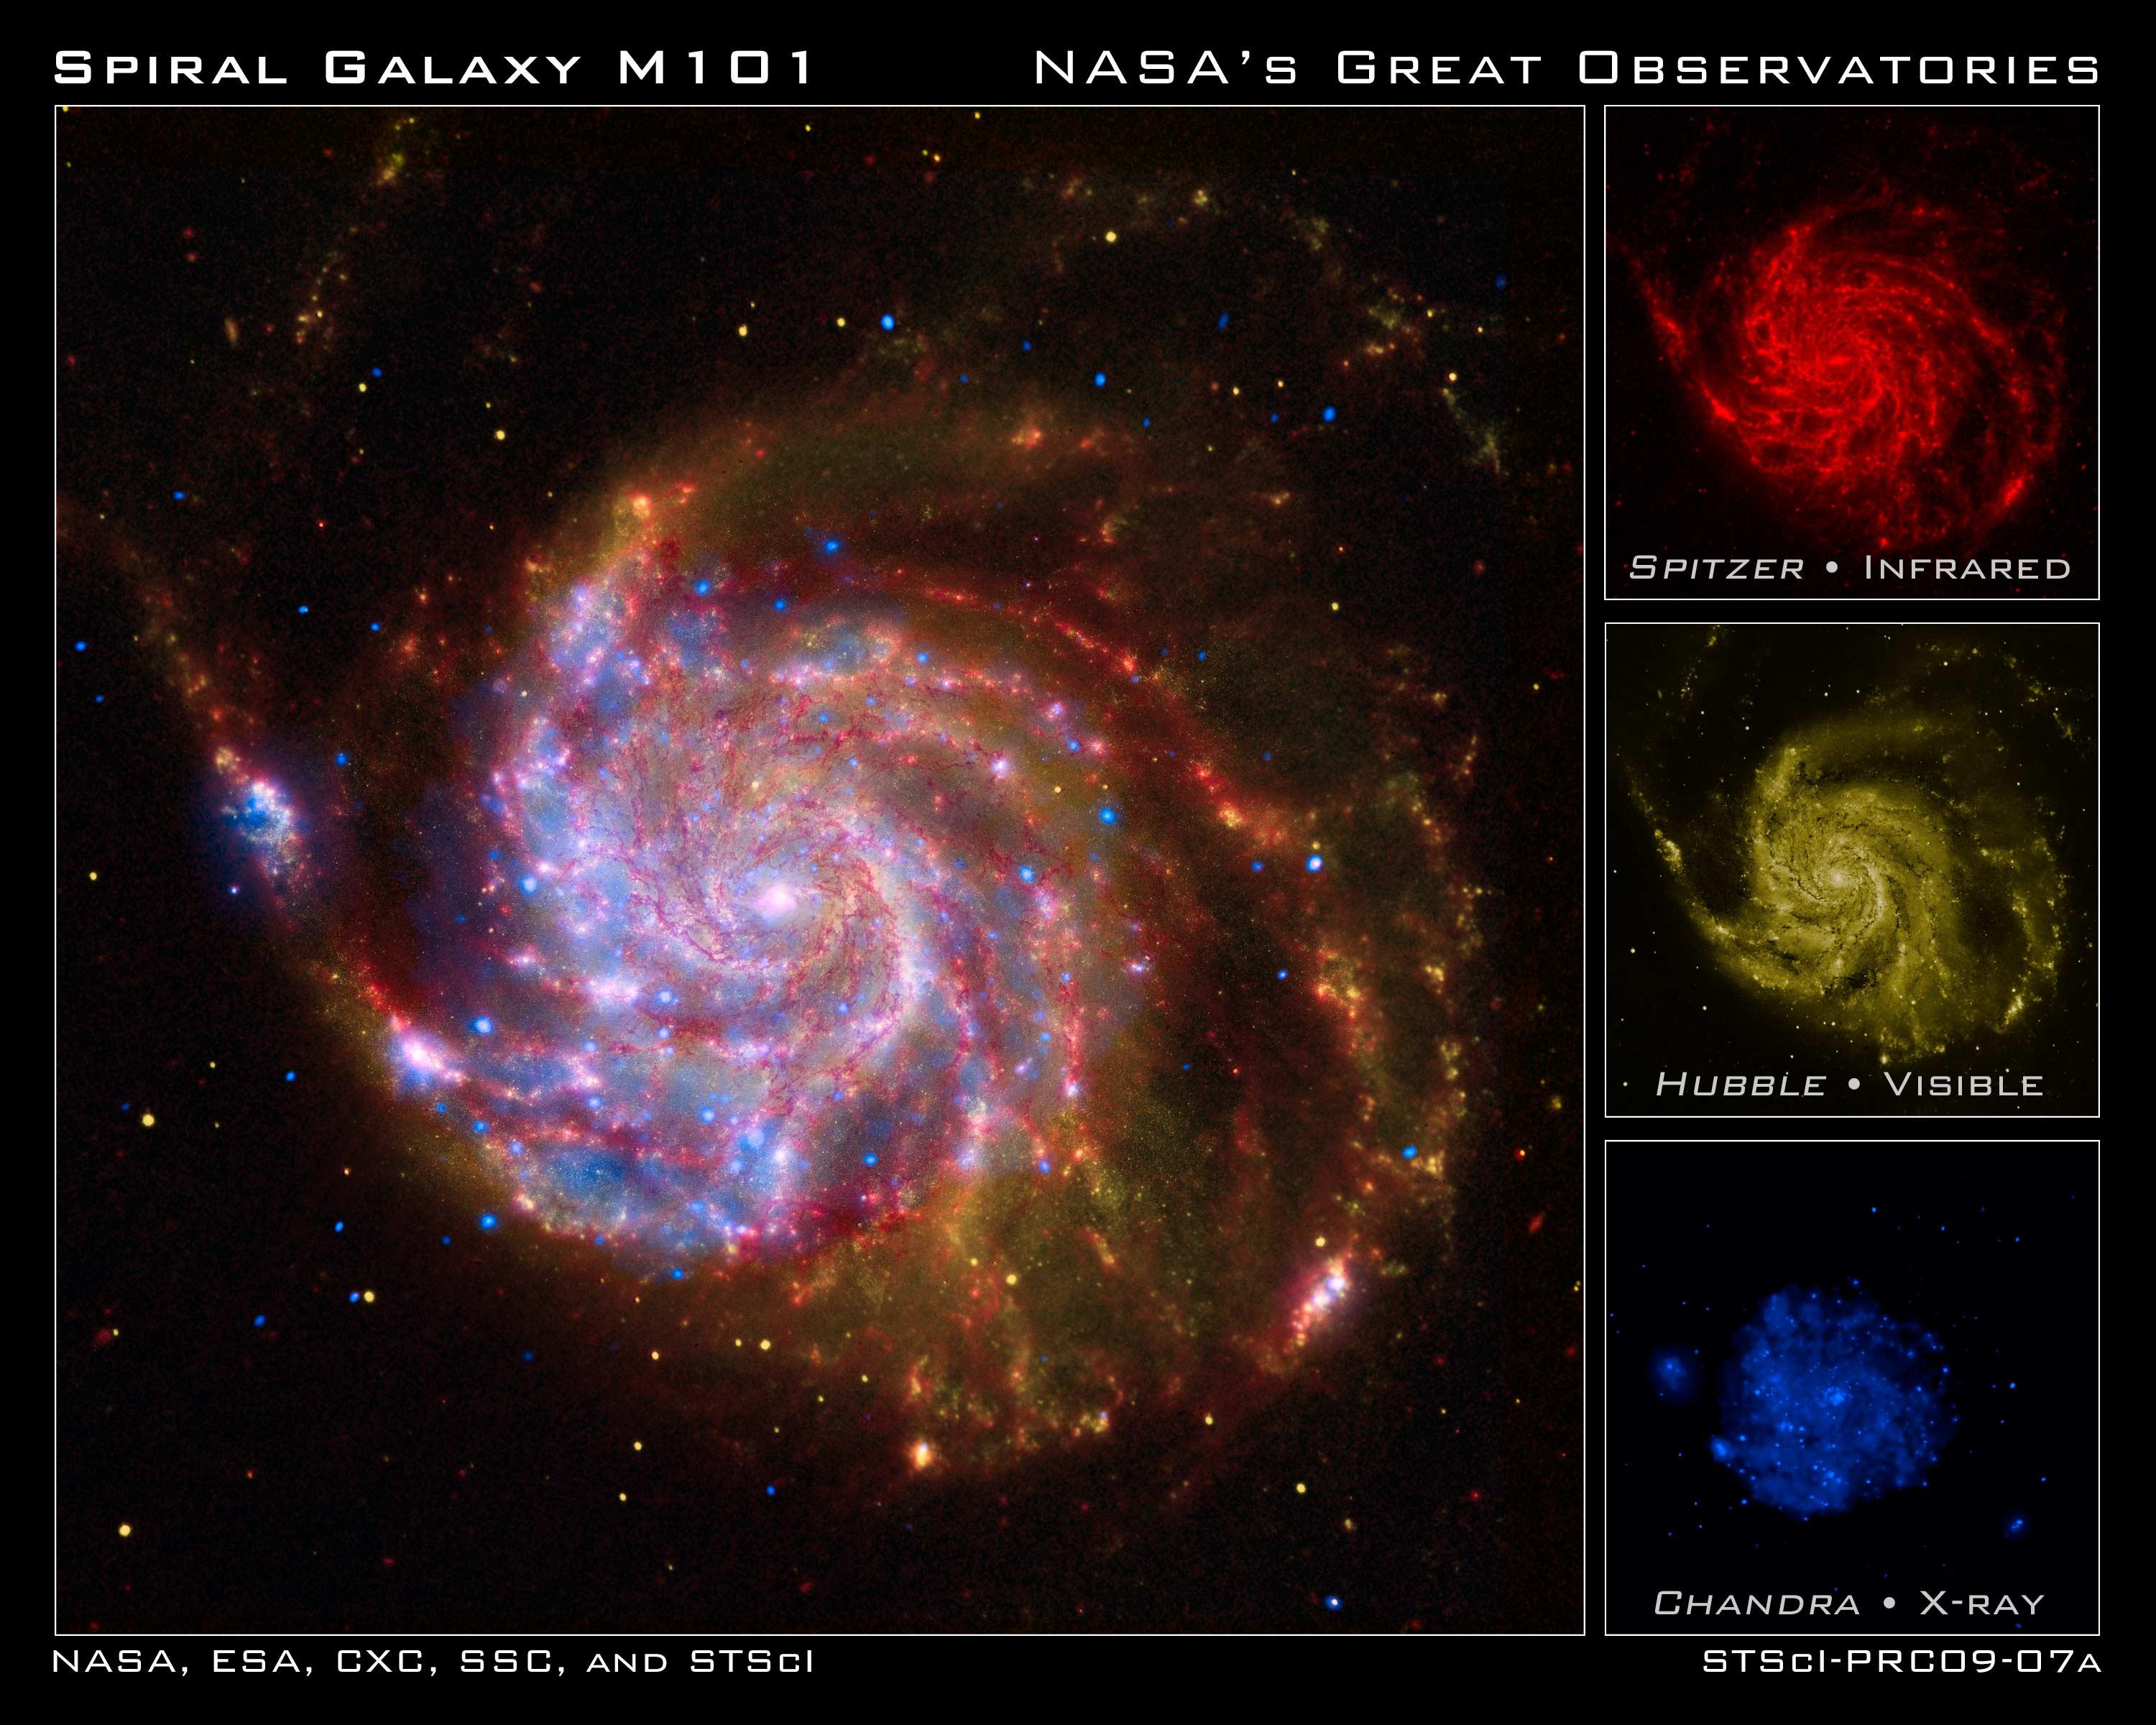 Spiral Galaxy M101
NASA's Great Observatories
Spitzer • Infrared
Hubble • Visible
Chandra • X-ray
NASA, ESA, CXC, SSC, and STScI
STScI-PRC09-07a